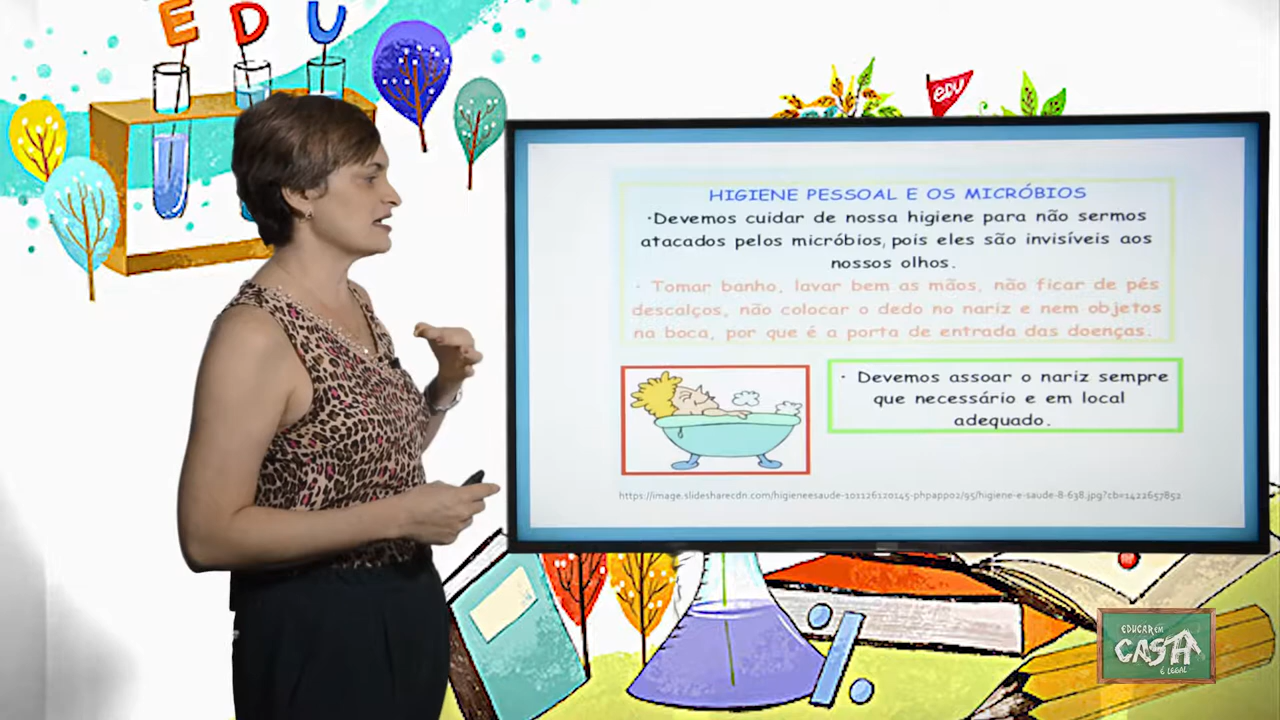 EDU
EDU
HIGIENE PESSOAL E OS MICRÓBIOS
·Devemos cuidar de nossa higiene para não sermos
atacados pelos micróbios, pois eles são invisíveis aos
nossos olhos.
· Tomar banho, lavar bem as mãos, não ficar de pés
descalços, não colocar o dedo no nariz e nem objetos
na boca, por que é a porta de entrada das doenças.
· Devemos assoar o nariz sempre
que necessário e em local
adequado.
https://image.slidesharecdn.com/higieneesaude-101126120145-phpapp02/95/higiene-e-saude-8-638.jpg?cb=1422657852
EDUCAR EM
CASA
É LEGAL